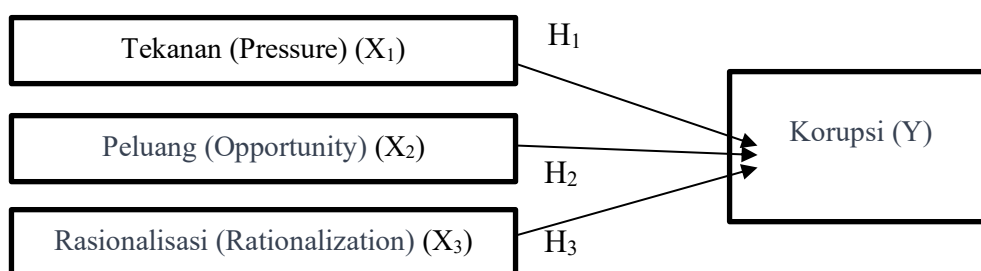 Tekanan (Pressure) (X₁)
H₁
Peluang (Opportunity) (X₂)
H₂
Korupsi (Y)
Rasionalisasi (Rationalization) (X₃)
H₃